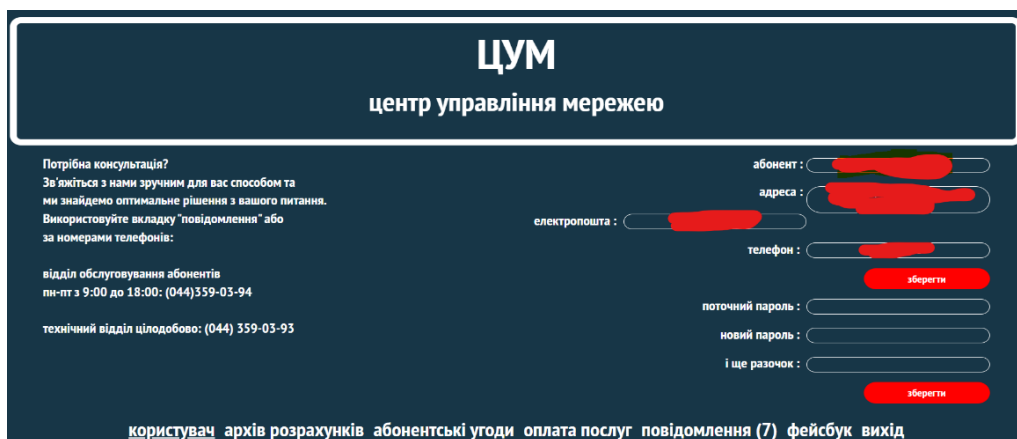 ЦУМ
центр управління мережею
Потрібна консультація?
Зв'яжіться з нами зручним для вас способом та
ми знайдемо оптимальне рішення з вашого питання.
Використовуйте вкладку "повідомлення" або
за номерами телефонів:
відділ обслуговування абонентів
пн-пт з 9:00 до 18:00: (044)359-03-94
технічний відділ цілодобово: (044) 359-03-93
абонент :
адреса :
електропошта :
телефон :
зберегти
поточний пароль :
новий пароль :
і ще разочок :
зберегти
користувач архів розрахунків абонентські угоди оплата послуг повідомлення (7) фейсбук вихід